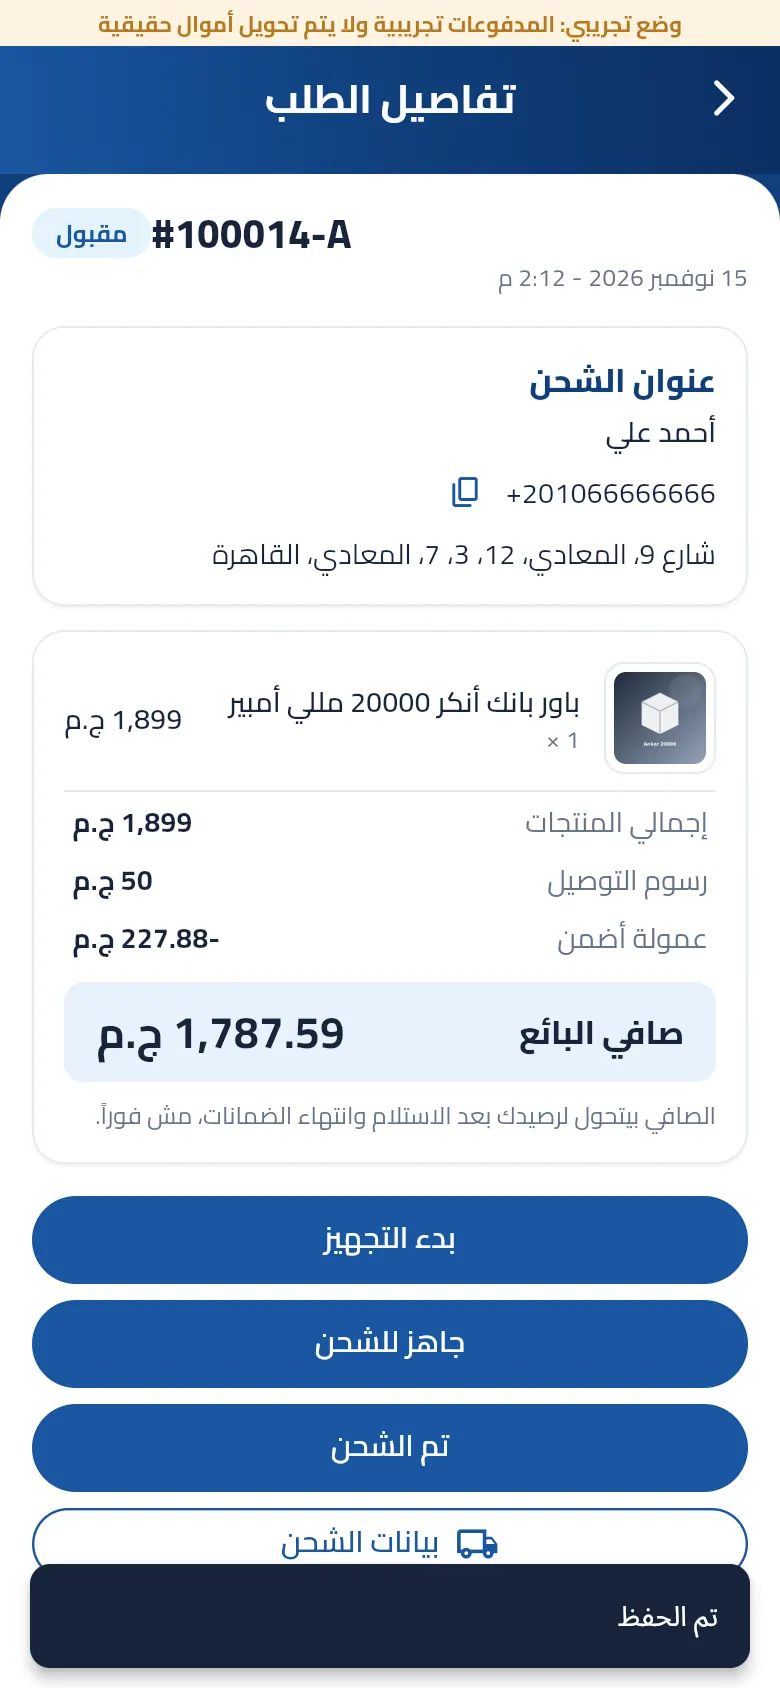 وضع تجريبي: المدفوعات تجريبية ولا يتم تحويل أموال حقيقية
تفاصيل الطلب
#100014-A
مقبول
15 نوفمبر 2026 - 2:12 م
عنوان الشحن
أحمد علي
+201066666666
شارع 9، المعادي، 12، 3، 7، المعادي، القاهرة
Anker 20000
باور بانك أنكر 20000 مللي أمبير
1,899 ج.م
× 1
إجمالي المنتجات 1,899 ج.م
رسوم التوصيل 50 ج.م
عمولة أضمن -227.88 ج.م
صافي البائع 1,787.59 ج.م
الصافي بيتحول لرصيدك بعد الاستلام وانتهاء الضمانات، مش فوراً.
بدء التجهيز
جاهز للشحن
تم الشحن
بيانات الشحن
تم الحفظ